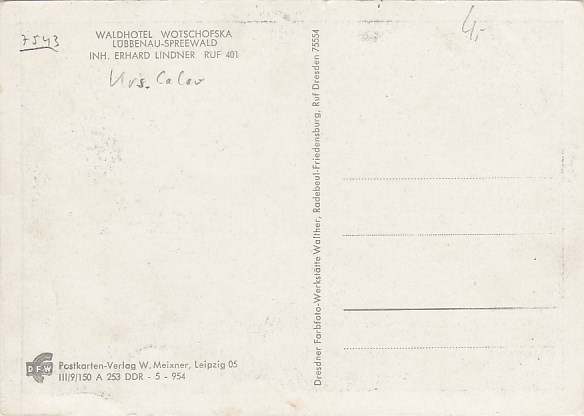 7543
WALDHOTEL WOTSCHOFSKA
LÜBBENAU-SPREEWALD
INH. ERHARD LINDNER RUF 401
Krs. Calau
4,-
Dresdner Farbfoto-Werkstätte Walther, Radebeul-Friedensburg, Ruf Dresden 75554
DFW
Postkarten-Verlag W. Meixner, Leipzig 05
III/9/150 A 253 DDR - 5 - 954